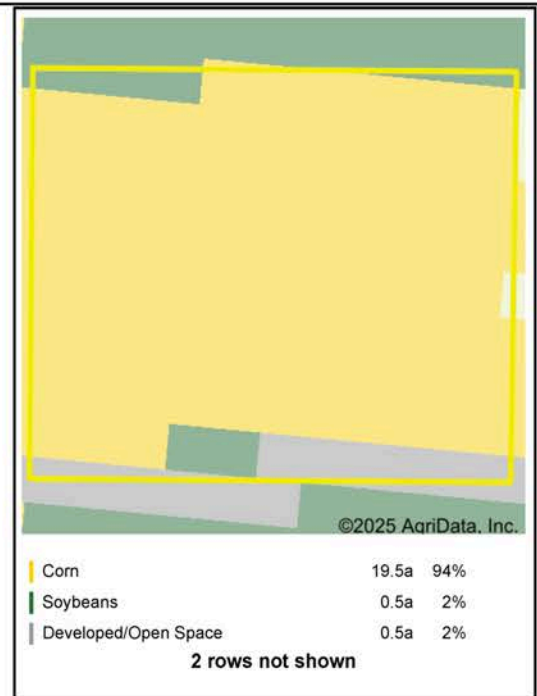 ©2025 AgriData, Inc.
Corn 19.5a 94%
Soybeans 0.5a 2%
Developed/Open Space 0.5a 2%
2 rows not shown